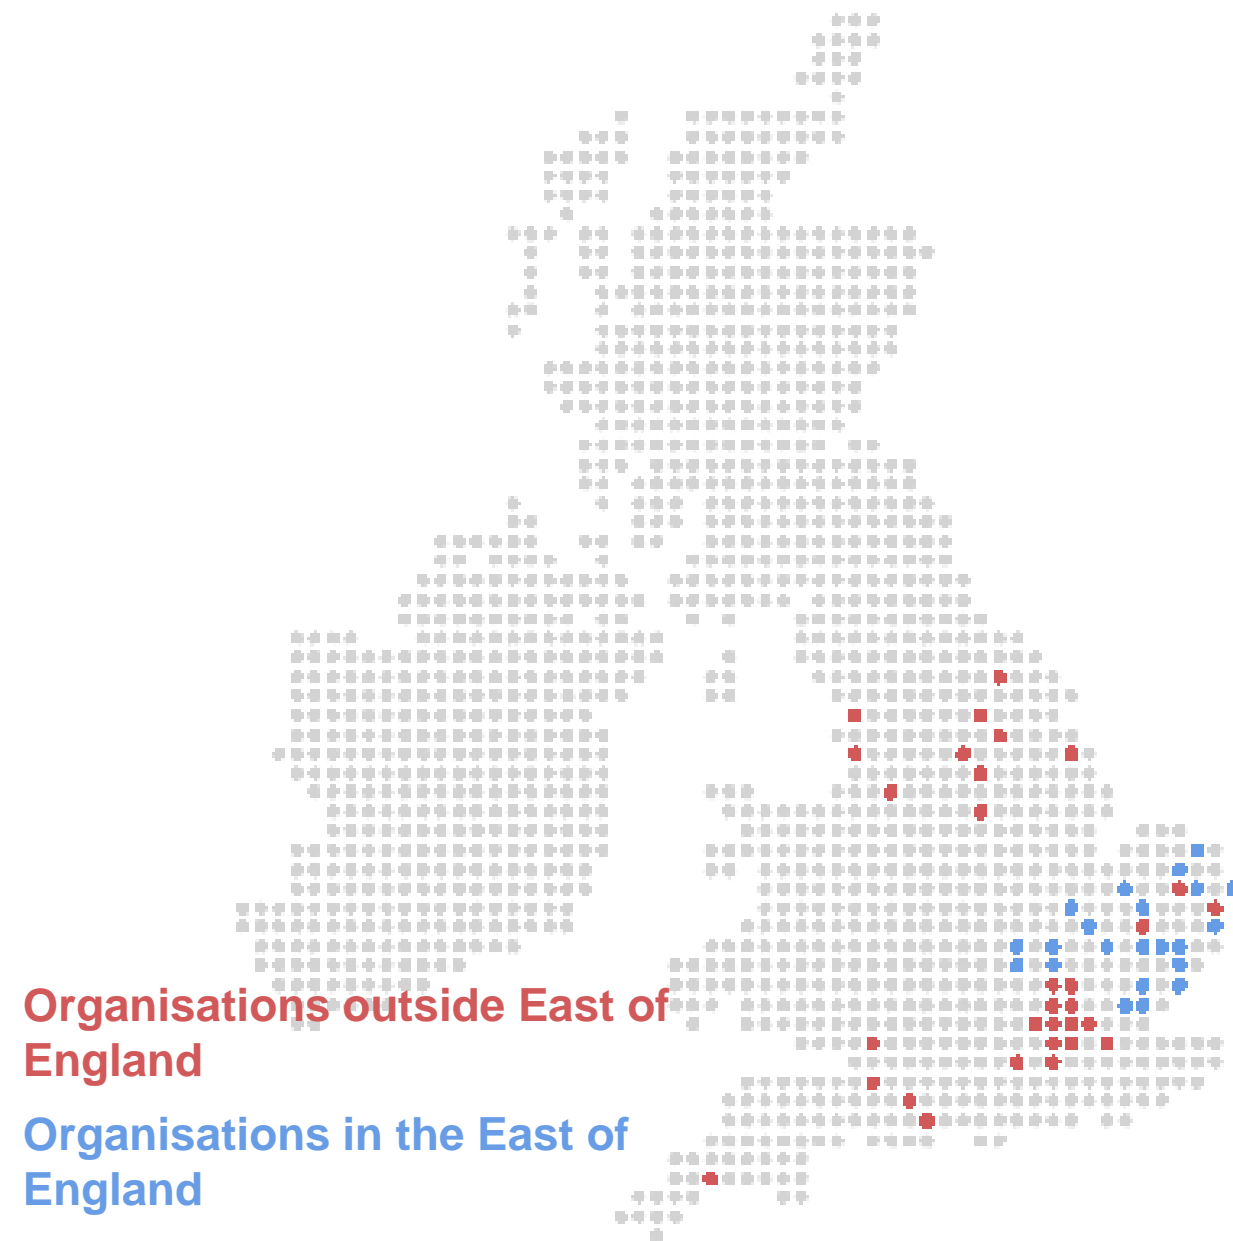 Organisations outside East of
England
Organisations in the East of
England